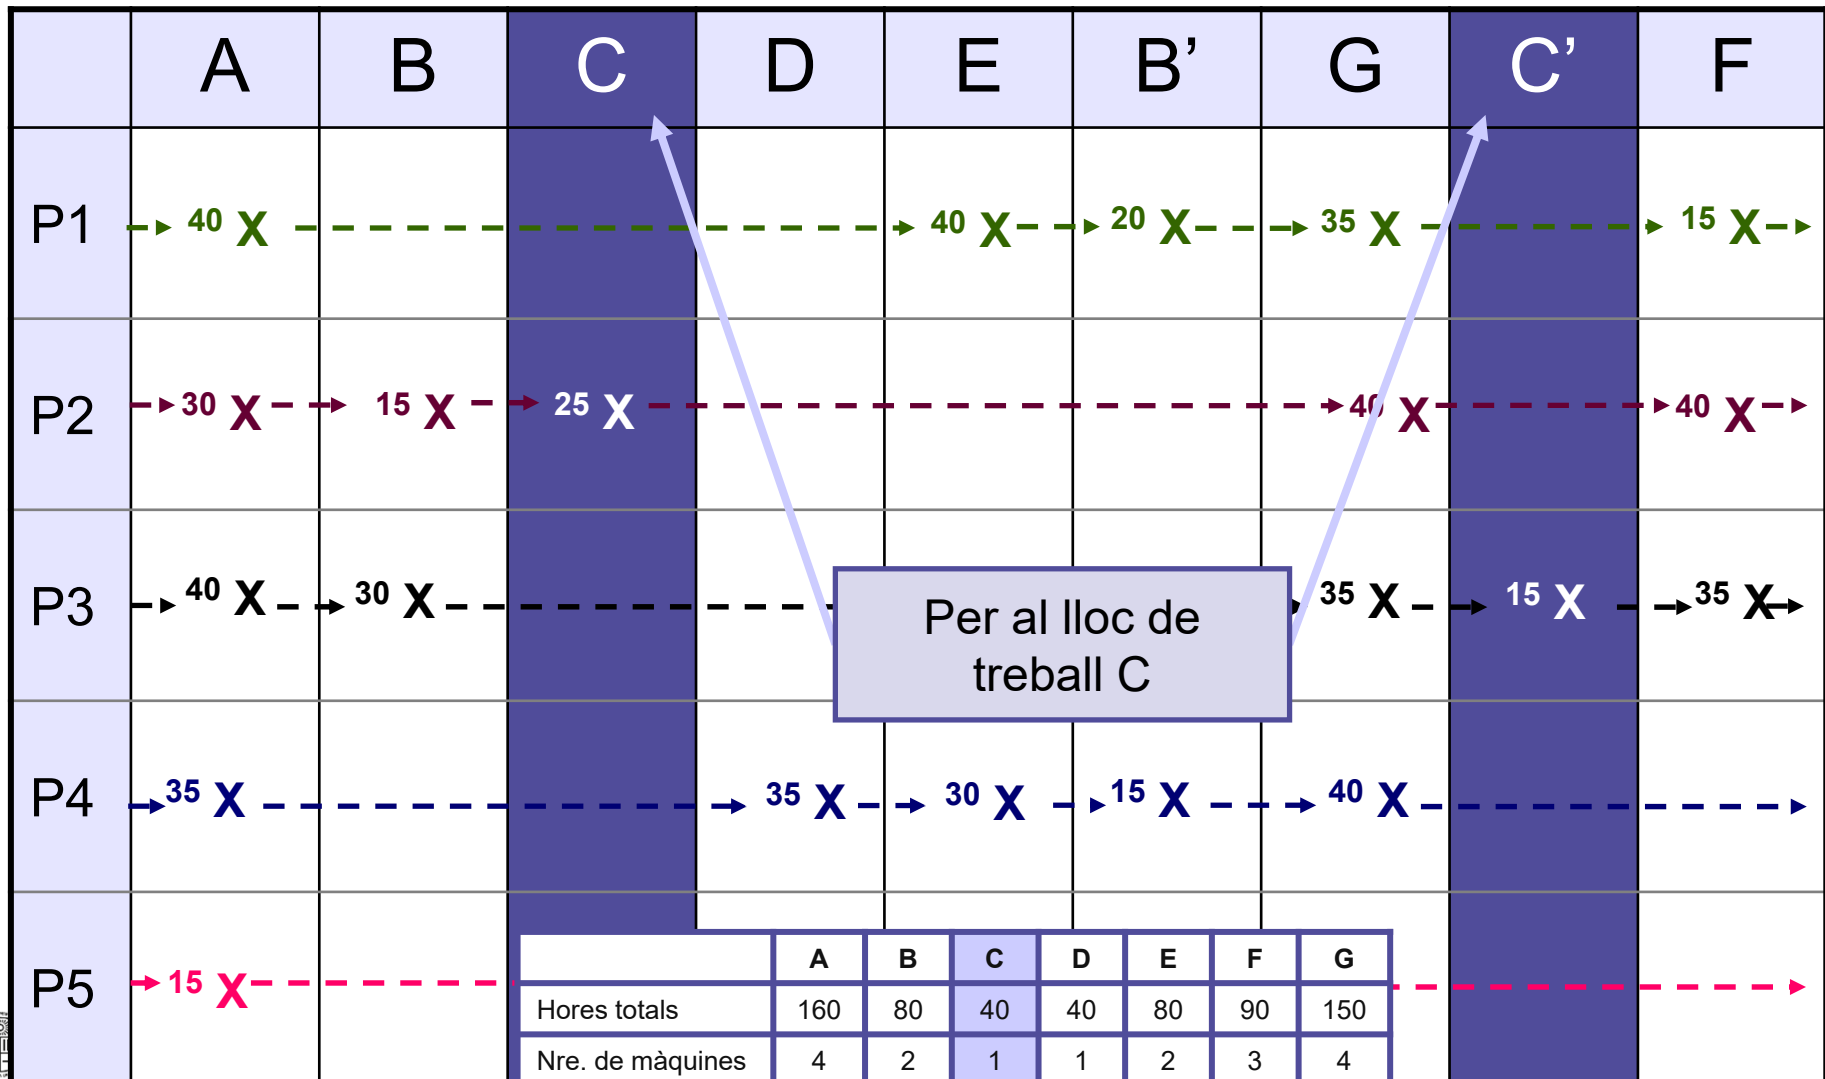 A B C D E B’ G C’ F
P1 40 X 40 X 20 X 35 X 15 X
P2 30 X 15 X 25 X 40 X 40 X
P3 40 X 30 X 35 X 15 X 35 X
Per al lloc de
treball C
P4 35 X 35 X 30 X 15 X 40 X
P5 15 X
A B C D E F G
Hores totals 160 80 40 40 80 90 150
Nre. de màquines 4 2 1 1 2 3 4